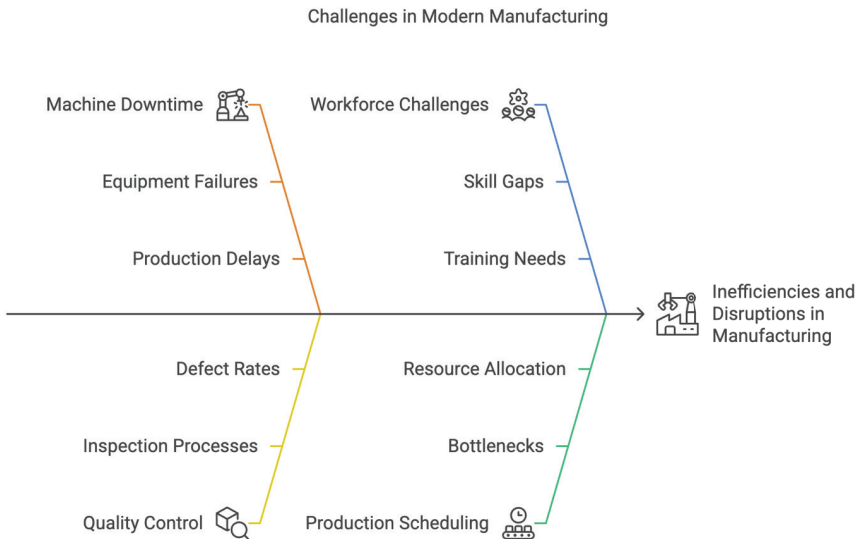 Challenges in Modern Manufacturing
Machine Downtime
Workforce Challenges
Equipment Failures
Skill Gaps
Production Delays
Training Needs
Inefficiencies and
Disruptions in
Manufacturing
Defect Rates
Resource Allocation
Inspection Processes
Bottlenecks
Quality Control
Production Scheduling